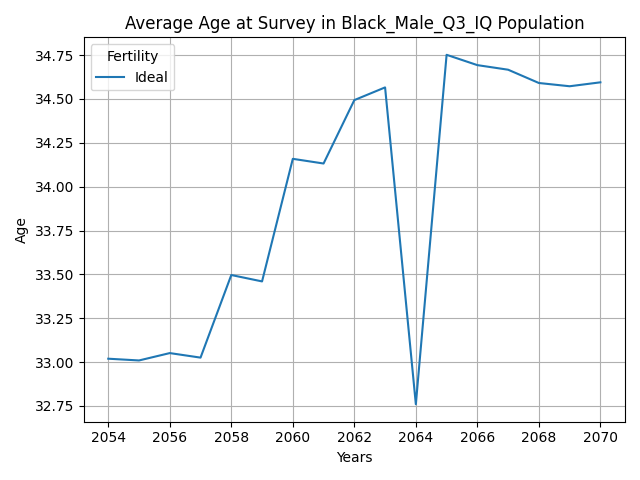 Average Age at Survey in Black_Male_Q3_IQ Population
Fertility
Ideal
34.75
34.50
34.25
34.00
33.75
33.50
33.25
33.00
32.75
Age
2054 2056 2058 2060 2062 2064 2066 2068 2070
Years